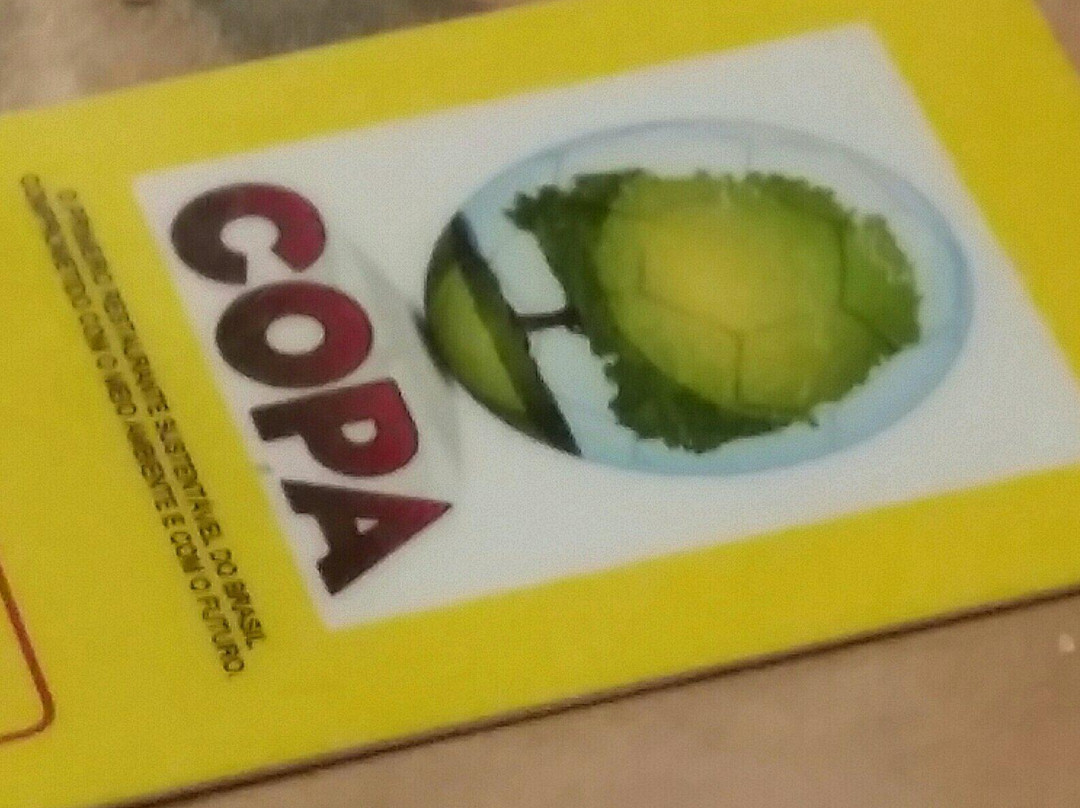 COPA
O PRIMEIRO RESTAURANTE SUSTENTÁVEL DO BRASIL
COMPROMETIDO COM O MEIO AMBIENTE E COM O FUTURO.